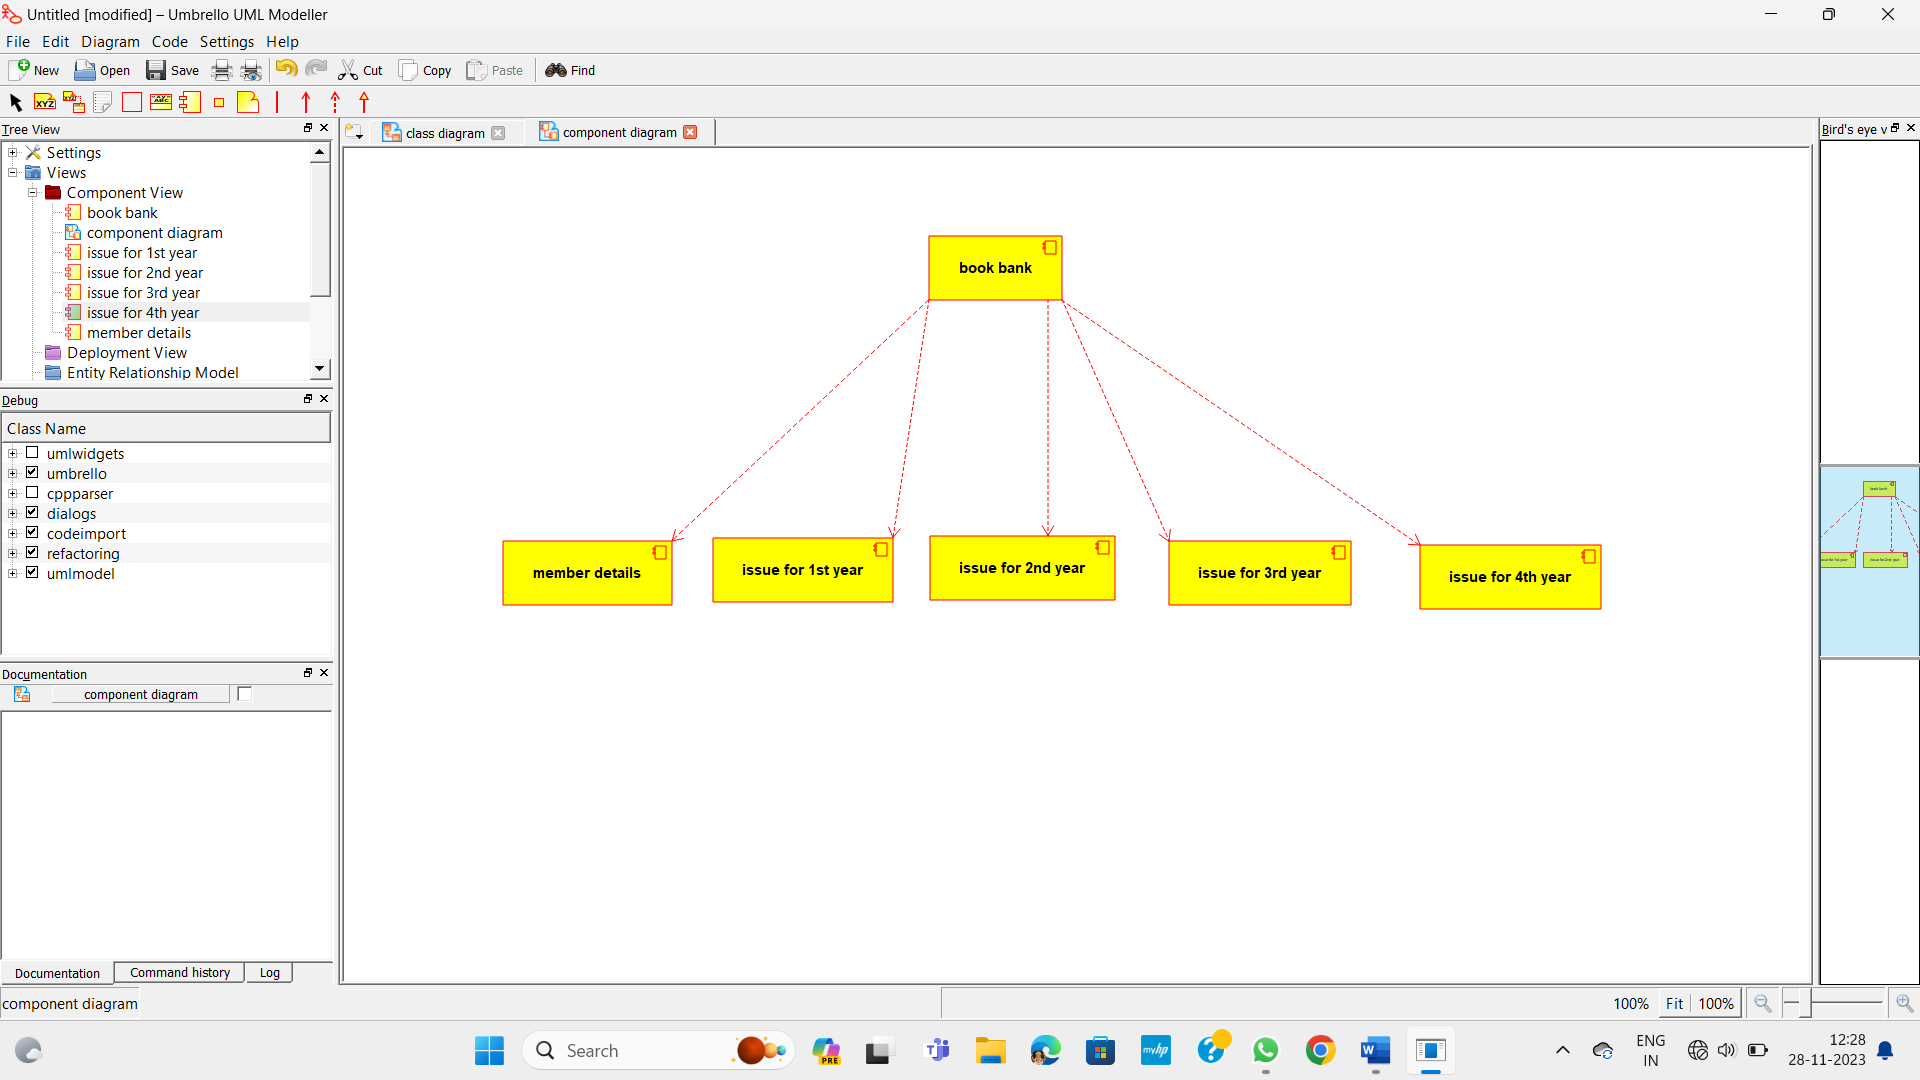 Untitled [modified] – Umbrello UML Modeller
File Edit Diagram Code Settings Help
New Open Save Cut Copy Paste Find
Tree View
class diagram
component diagram
Bird's eye v
Settings
Views
Component View
book bank
component diagram
issue for 1st year
issue for 2nd year
issue for 3rd year
issue for 4th year
member details
Deployment View
Entity Relationship Model
Debug
Class Name
umlwidgets
umbrello
cppparser
dialogs
codeimport
refactoring
umlmodel
Documentation
component diagram
Documentation Command history Log
book bank
member details
issue for 1st year
issue for 2nd year
issue for 3rd year
issue for 4th year
component diagram
100% Fit 100%
Search
PRE
myhp
ENG
IN
12:28
28-11-2023